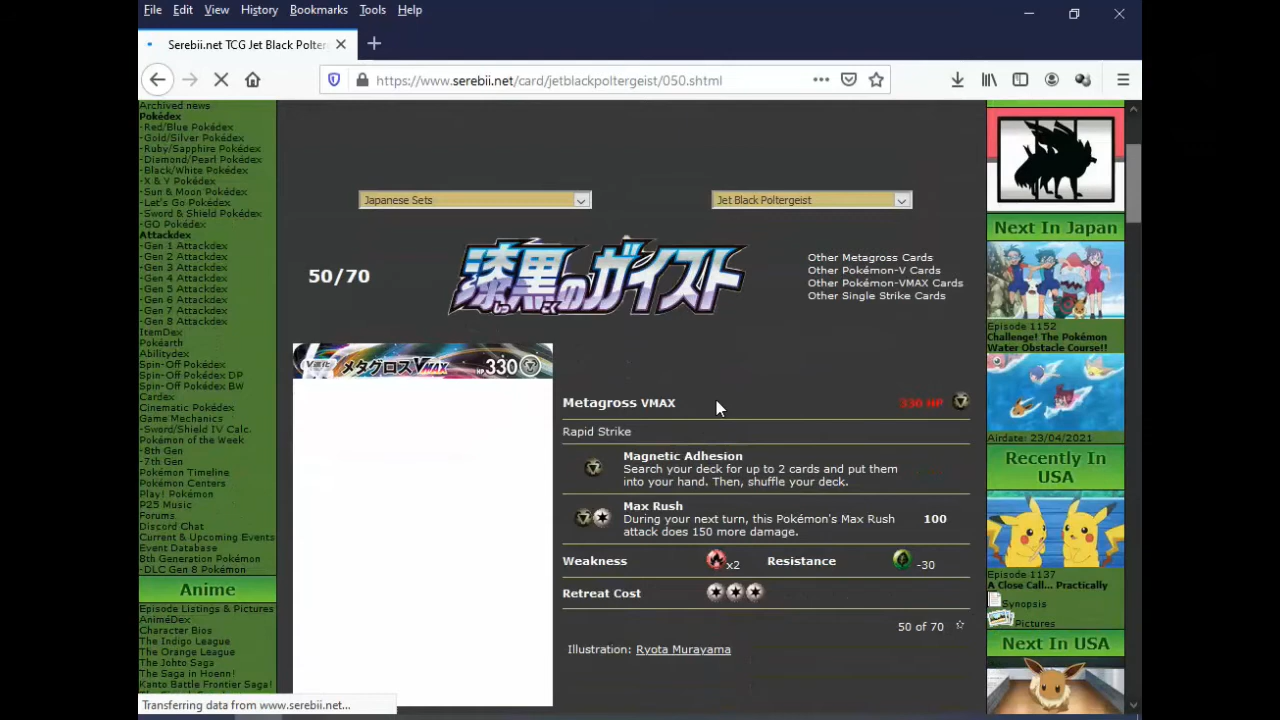 File Edit View History Bookmarks Tools Help
Serebii.net TCG Jet Black Polter
https://www.serebii.net/card/jetblackpoltergeist/050.shtml
Archived news
Pokédex
-Red/Blue Pokédex
-Gold/Silver Pokédex
-Ruby/Sapphire Pokédex
-Diamond/Pearl Pokédex
-Black/White Pokédex
-X & Y Pokédex
-Sun & Moon Pokédex
-Let's Go Pokédex
-Sword & Shield Pokédex
-GO Pokédex
Attackdex
-Gen 1 Attackdex
-Gen 2 Attackdex
-Gen 3 Attackdex
-Gen 4 Attackdex
-Gen 5 Attackdex
-Gen 6 Attackdex
-Gen 7 Attackdex
-Gen 8 Attackdex
ItemDex
Pokéarth
Abilitydex
Spin-Off Pokédex
Spin-Off Pokédex DP
Spin-Off Pokédex BW
Cardex
Cinematic Pokédex
Game Mechanics
-Sword/Shield IV Calc.
Pokémon of the Week
-8th Gen
-7th Gen
Pokémon Timeline
Pokémon Centers
Play! Pokémon
P25 Music
Forums
Discord Chat
Current & Upcoming Events
Event Database
8th Generation Pokémon
-DLC Gen 8 Pokémon
Anime
Episode Listings & Pictures
AniméDex
Character Bios
The Indigo League
The Orange League
The Johto Saga
The Saga in Hoenn!
Kanto Battle Frontier Saga!
Transferring data from www.serebii.net...
Japanese Sets
Jet Black Poltergeist
50/70
漆黒のガイスト
しっこく
Other Metagross Cards
Other Pokémon-V Cards
Other Pokémon-VMAX Cards
Other Single Strike Cards
V進化 メタグロスVMAX HP330
Metagross VMAX 330 HP
Rapid Strike
Magnetic Adhesion
Search your deck for up to 2 cards and put them
into your hand. Then, shuffle your deck.
Max Rush
During your next turn, this Pokémon's Max Rush 100
attack does 150 more damage.
Weakness x2 Resistance -30
Retreat Cost
50 of 70
Illustration: Ryota Murayama
Next In Japan
Episode 1152
Challenge! The Pokémon
Water Obstacle Course!!
Airdate: 23/04/2021
Recently In
USA
Episode 1137
A Close Call... Practically
Synopsis
Pictures
Next In USA